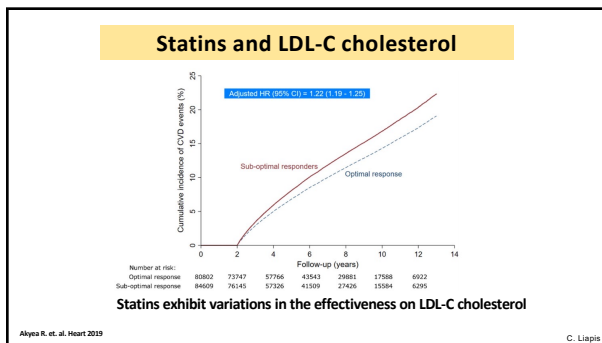 Statins and LDL-C cholesterol
Cumulative incidence of CVD events (%)
25
20
15
10
5
0
Adjusted HR (95% CI) = 1.22 (1.19 - 1.25)
Sub-optimal responders
Optimal response
0 2 4 6 8 10 12 14
Follow-up (years)
Number at risk:
Optimal response 80802 73747 57766 43543 29881 17588 6922
Sub-optimal response 84609 76145 57326 41509 27426 15584 6295
Statins exhibit variations in the effectiveness on LDL-C cholesterol
Akyea R. et. al. Heart 2019
C. Liapis